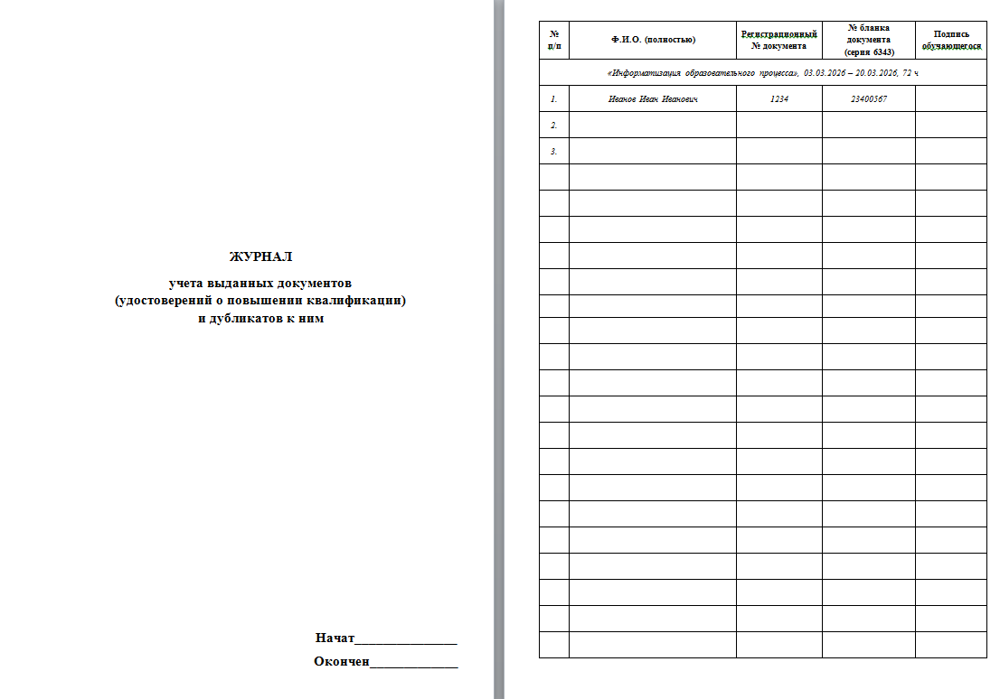 ЖУРНАЛ
учета выданных документов
(удостоверений о повышении квалификации)
и дубликатов к ним
Начат_______________
Окончен_____________
№
п/п
Ф.И.О. (полностью)
Регистрационный
№ документа
№ бланка
документа
(серия 6343)
Подпись
обучающегося
«Информатизация образовательного процесса», 03.03.2026 – 20.03.2026, 72 ч
1. Иванов Иван Иванович 1234 23400567
2.
3.